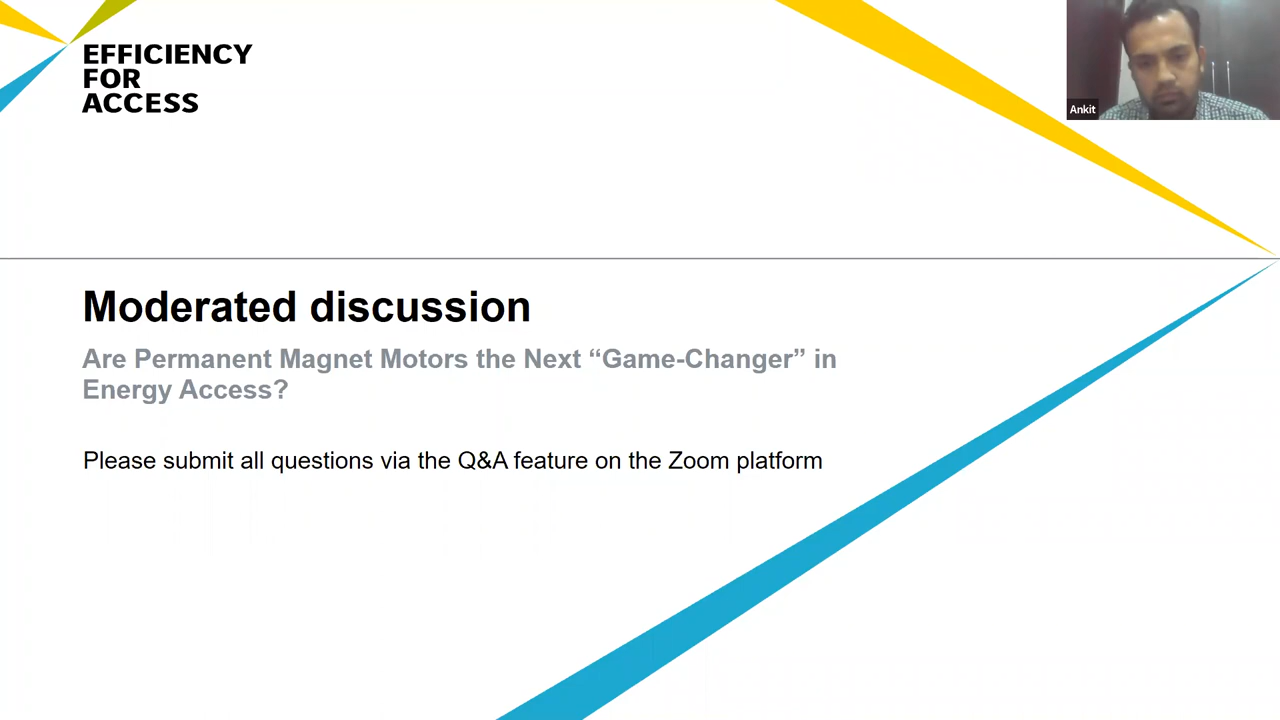 EFFICIENCY
FOR
ACCESS
Ankit
Moderated discussion
Are Permanent Magnet Motors the Next “Game-Changer” in
Energy Access?
Please submit all questions via the Q&A feature on the Zoom platform